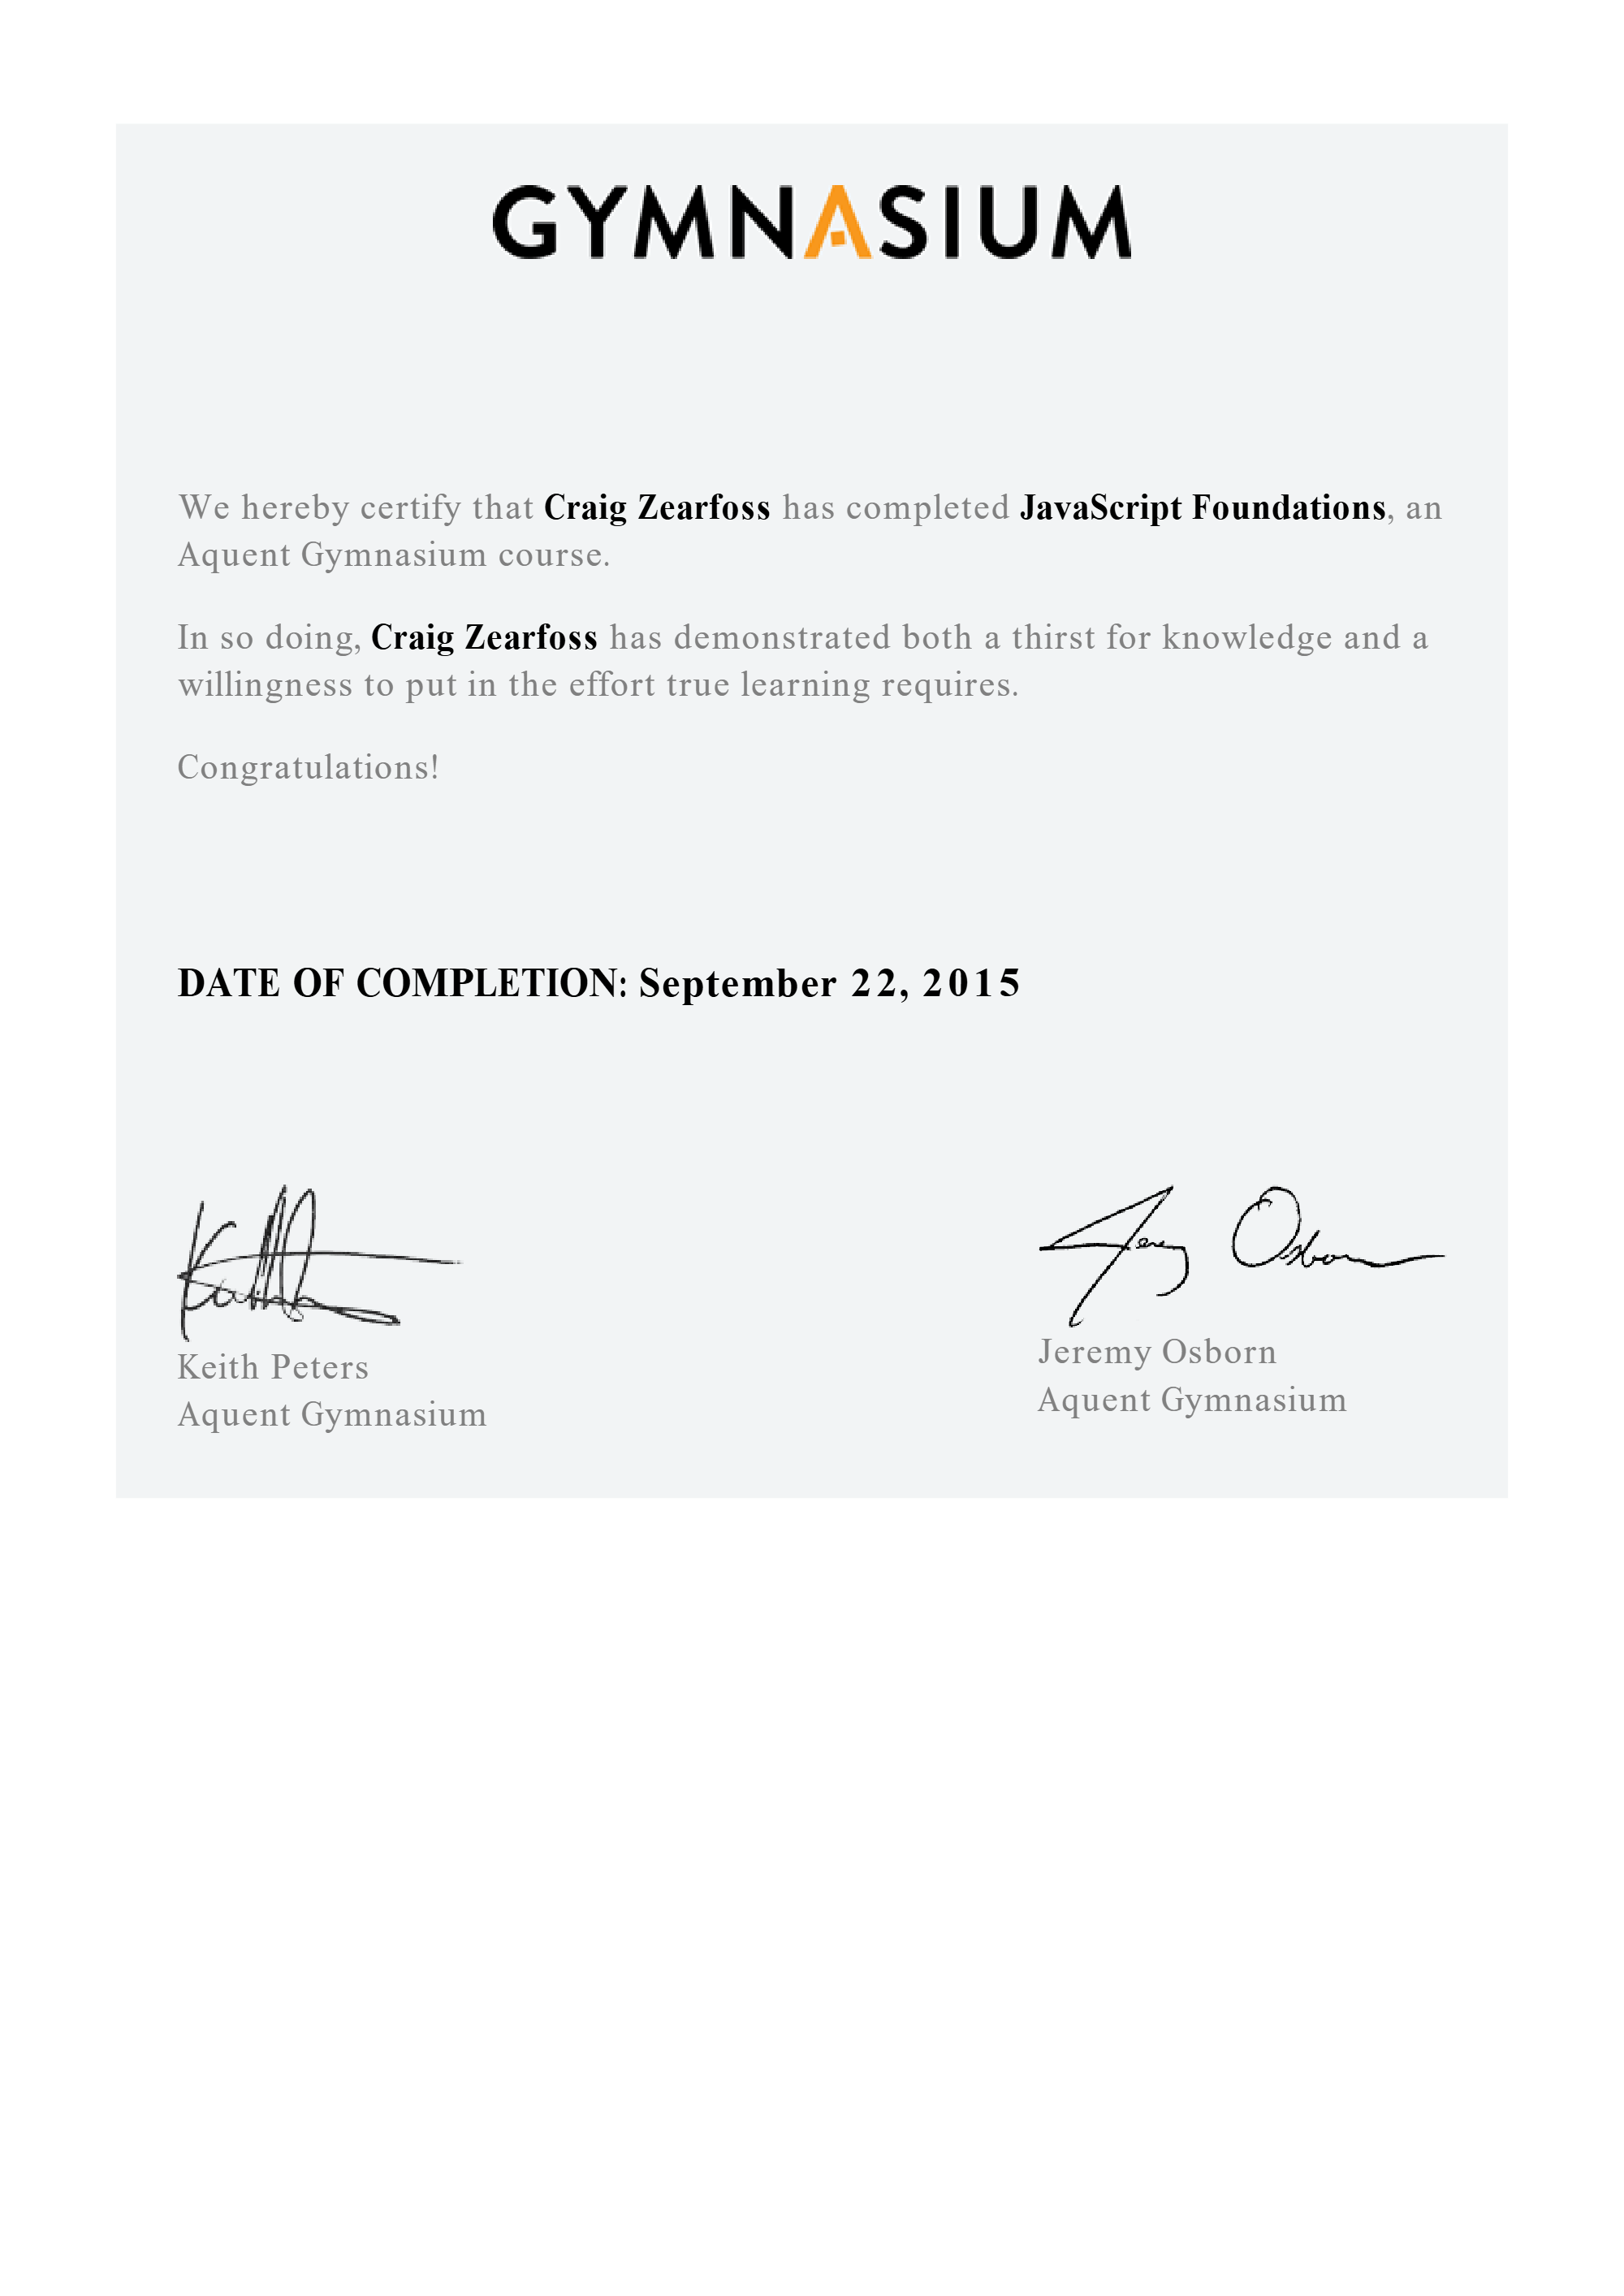 GYMNASIUM
We hereby certify that Craig Zearfoss has completed JavaScript Foundations, an
Aquent Gymnasium course.
In so doing, Craig Zearfoss has demonstrated both a thirst for knowledge and a
willingness to put in the effort true learning requires.
Congratulations!
DATE OF COMPLETION: September 22, 2015
Jeremy Osborn
Keith Peters
Aquent Gymnasium
Jeremy Osborn
Aquent Gymnasium